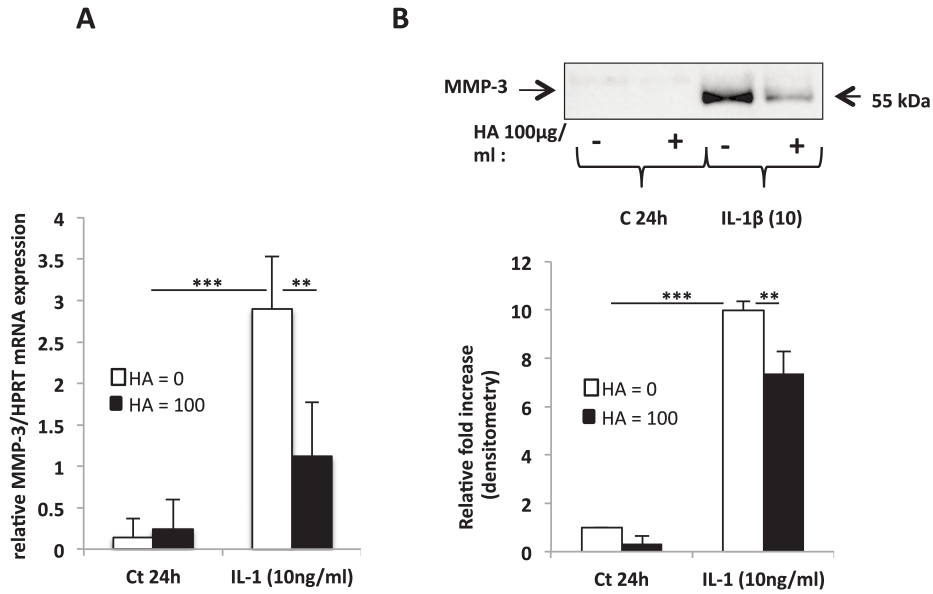 A
relative MMP-3/HPRT mRNA expression
4
3.5
3
2.5
2
1.5
1
0.5
0
***
**
HA = 0
HA = 100
Ct 24h
IL-1 (10ng/ml)
B
MMP-3
55 kDa
HA 100µg/
ml :
- + - +
C 24h
IL-1β (10)
Relative fold increase
(densitometry)
12
10
8
6
4
2
0
***
**
HA = 0
HA = 100
Ct 24h
IL-1 (10ng/ml)